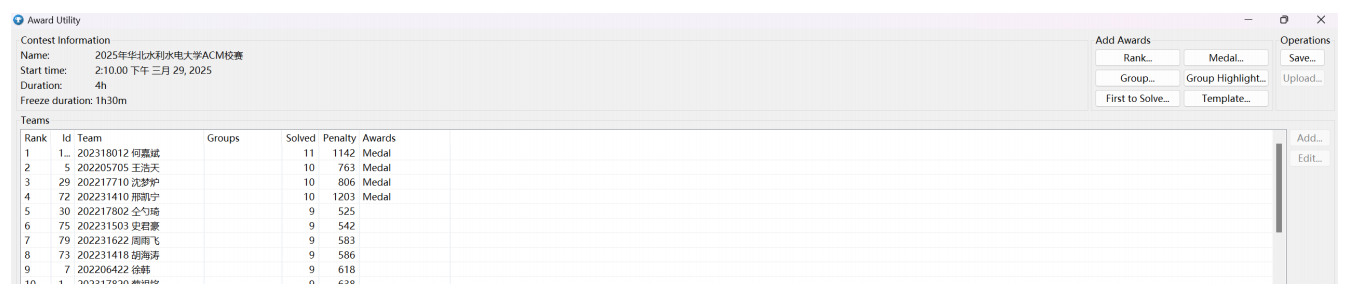 Award Utility
Contest Information
Name: 2025年华北水利水电大学ACM校赛
Start time: 2:10.00 下午 三月 29, 2025
Duration: 4h
Freeze duration: 1h30m
Add Awards
Rank... Medal...
Group... Group Highlight...
First to Solve... Template...
Operations
Save...
Upload...
Teams
Rank Id Team Groups Solved Penalty Awards
1 1... 202318012 何嘉斌 11 1142 Medal
2 5 202205705 王浩天 10 763 Medal
3 29 202217710 沈梦炉 10 806 Medal
4 72 202231410 邢凯宁 10 1203 Medal
5 30 202217802 仝勺琦 9 525
6 75 202231503 史君豪 9 542
7 79 202231622 周雨飞 9 583
8 73 202231418 胡海涛 9 586
9 7 202206422 徐韩 9 618
10 1... 202317820 9 638
Add...
Edit...